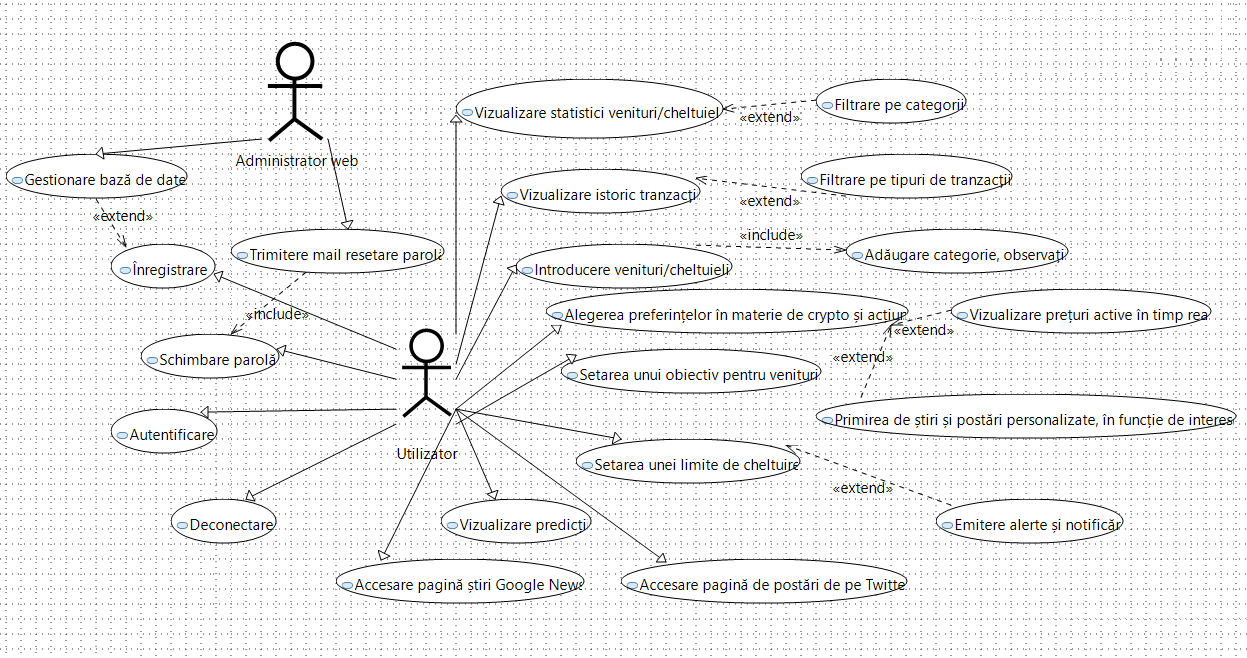 Vizualizare statistici venituri/cheltuiel
Filtrare pe categorii
«extend»
Administrator web
Gestionare bază de date
Vizualizare istoric tranzacți
Filtrare pe tipuri de tranzacții
«extend»
«extend»
«include»
Trimitere mail resetare parolă
Înregistrare
Introducere venituri/cheltuieli
Adăugare categorie, observați
«include»
Alegerea preferințelor în materie de crypto și acțiur
Vizualizare prețuri active în timp rea
«extend»
«extend»
Schimbare parolă
Setarea unui obiectiv pentru venituri
Primirea de știri și postări personalizate, în funcție de interes
Autentificare
Utilizator
Setarea unei limite de cheltuire
«extend»
Deconectare
Vizualizare predicți
Emitere alerte și notificăr
Accesare pagină știri Google News
Accesare pagină de postări de pe Twitte